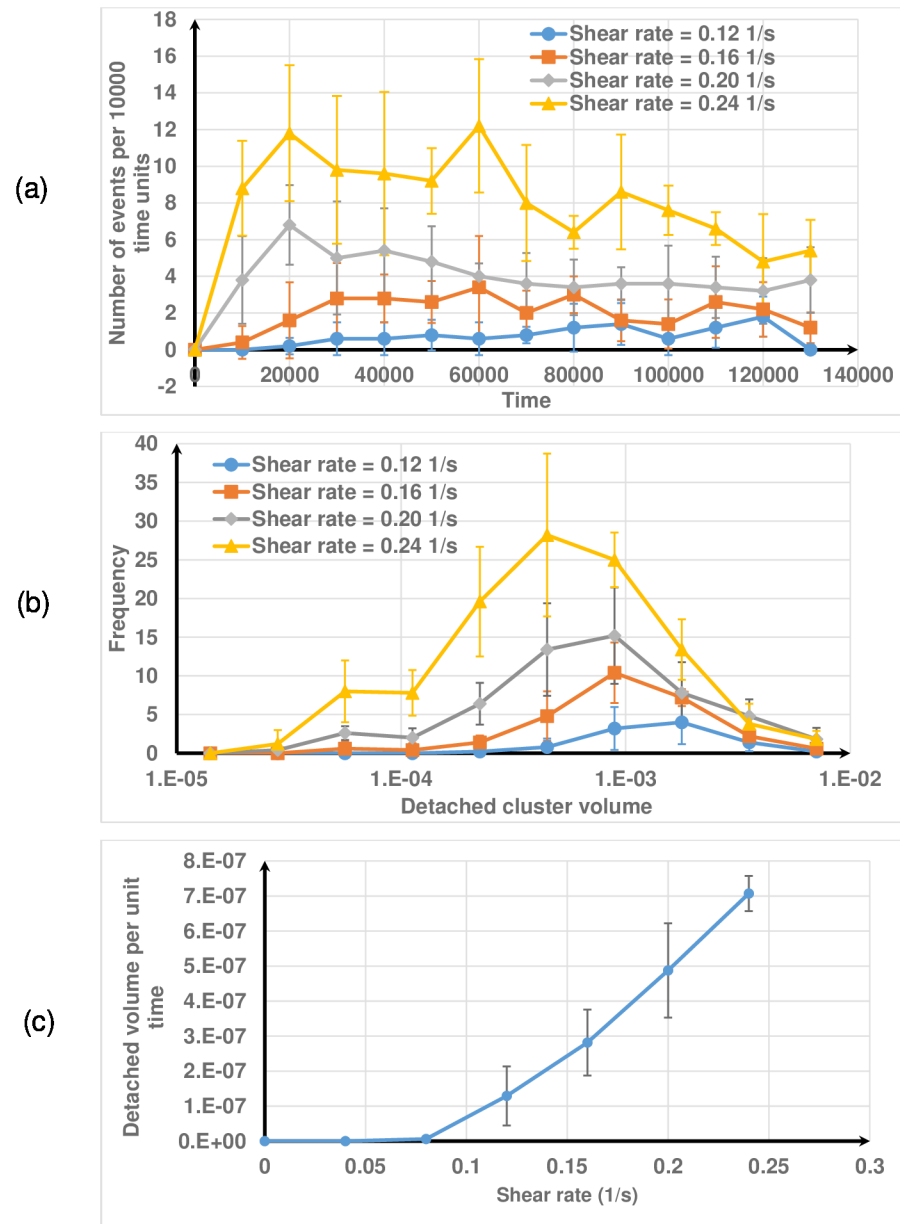 (a)
18
16
14
12
10
8
6
4
2
0
-2
Number of events per 10000
time units
Shear rate = 0.12 1/s
Shear rate = 0.16 1/s
Shear rate = 0.20 1/s
Shear rate = 0.24 1/s
0 20000 40000 60000 80000 100000 120000 140000
Time
(b)
40
35
30
25
20
15
10
5
0
Frequency
Shear rate = 0.12 1/s
Shear rate = 0.16 1/s
Shear rate = 0.20 1/s
Shear rate = 0.24 1/s
1.E-05 1.E-04 1.E-03 1.E-02
Detached cluster volume
(c)
8.E-07
7.E-07
6.E-07
5.E-07
4.E-07
3.E-07
2.E-07
1.E-07
0.E+00
Detached volume per unit
time
0 0.05 0.1 0.15 0.2 0.25 0.3
Shear rate (1/s)